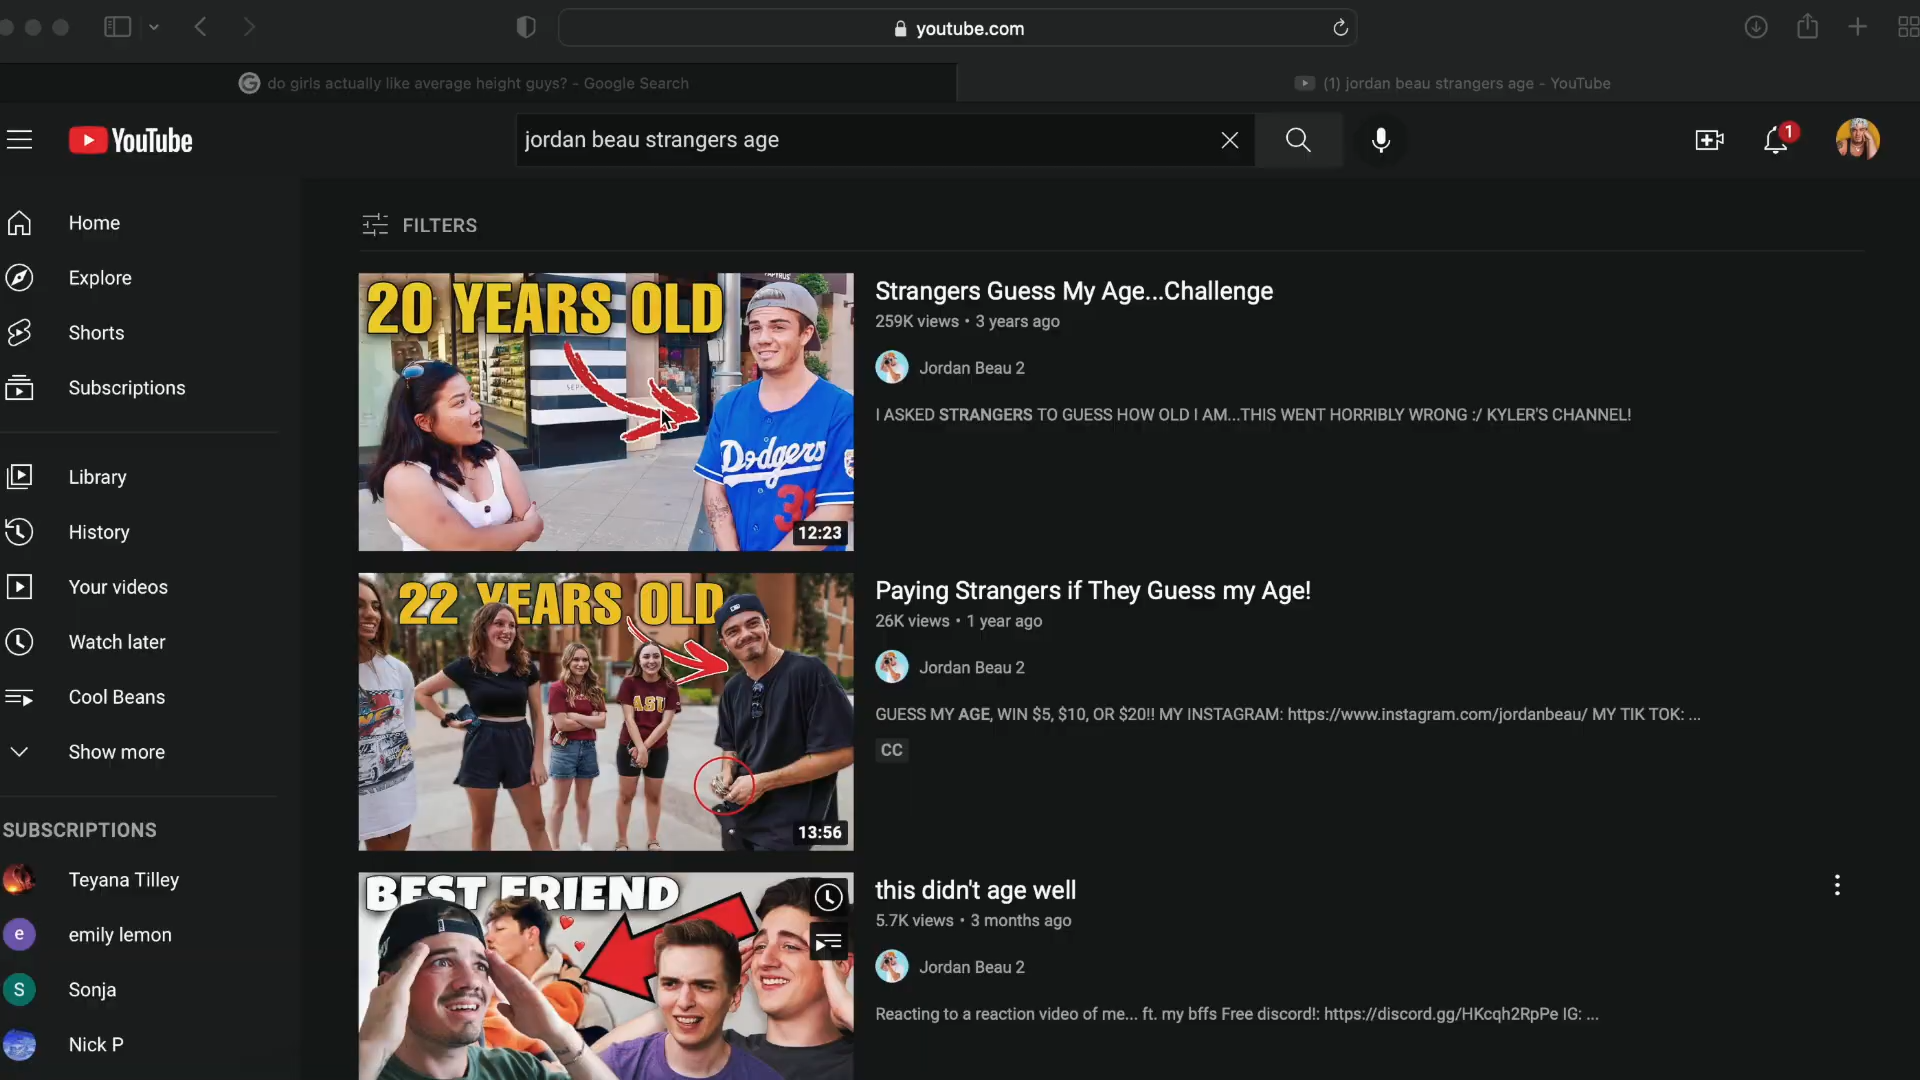 youtube.com
do girls actually like average height guys? - Google Search
(1) jordan beau strangers age - YouTube
YouTube
jordan beau strangers age
1
Home
Explore
Shorts
Subscriptions
Library
History
Your videos
Watch later
Cool Beans
Show more
SUBSCRIPTIONS
Teyana Tilley
e
emily lemon
S
Sonja
Nick P
FILTERS
20 YEARS OLD
PAPYRUS
SEPHORA
Dodgers
31
12:23
Strangers Guess My Age...Challenge
259K views • 3 years ago
Jordan Beau 2
I ASKED STRANGERS TO GUESS HOW OLD I AM...THIS WENT HORRIBLY WRONG :/ KYLER'S CHANNEL!
22 YEARS OLD
ASU
13:56
Paying Strangers if They Guess my Age!
26K views • 1 year ago
Jordan Beau 2
GUESS MY AGE, WIN $5, $10, OR $20!! MY INSTAGRAM: https://www.instagram.com/jordanbeau/ MY TIK TOK: ...
CC
BEST FRIEND
this didn't age well
5.7K views • 3 months ago
Jordan Beau 2
Reacting to a reaction video of me... ft. my bffs Free discord!: https://discord.gg/HKcqh2RpPe IG: ...